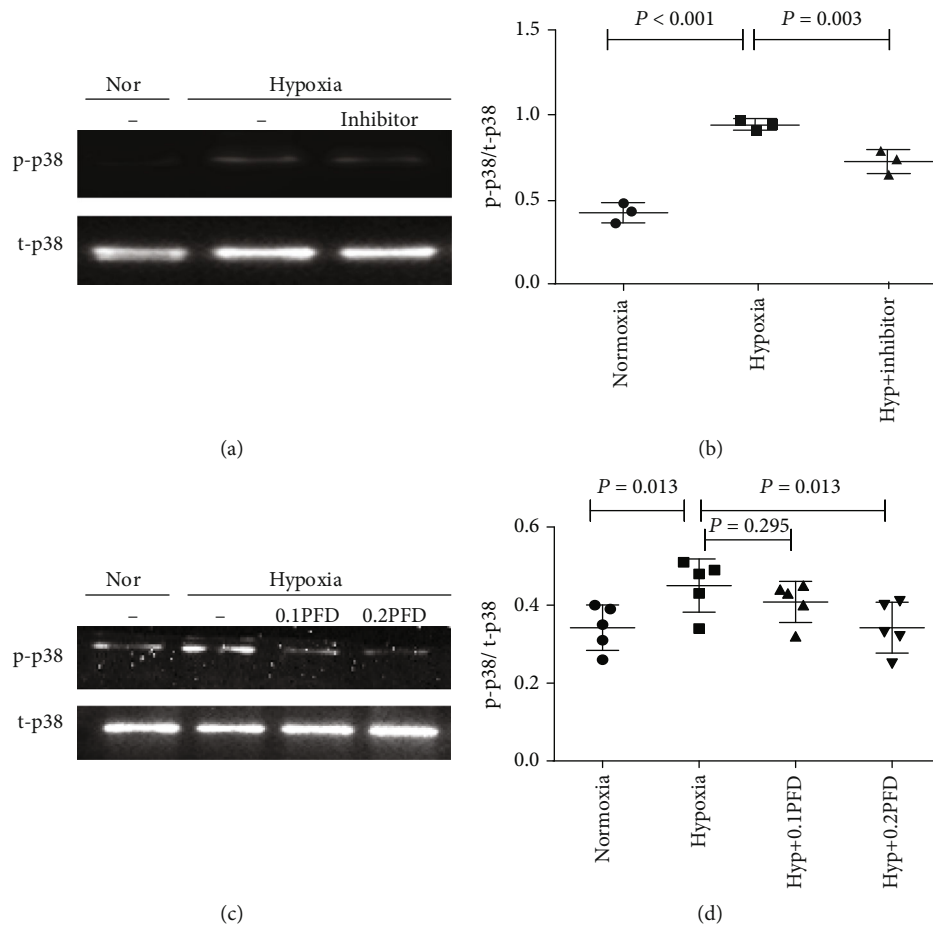 Nor Hypoxia
– – Inhibitor
p-p38
t-p38
(a)
P < 0.001 P = 0.003
1.5
1.0
0.5
0.0
p-p38/t-p38
Normoxia
Hypoxia
Hyp+inhibitor
(b)
Nor Hypoxia
– – 0.1PFD 0.2PFD
p-p38
t-p38
(c)
P = 0.013 P = 0.013
P = 0.295
0.6
0.4
0.2
0.0
p-p38/ t-p38
Normoxia
Hypoxia
Hyp+0.1PFD
Hyp+0.2PFD
(d)